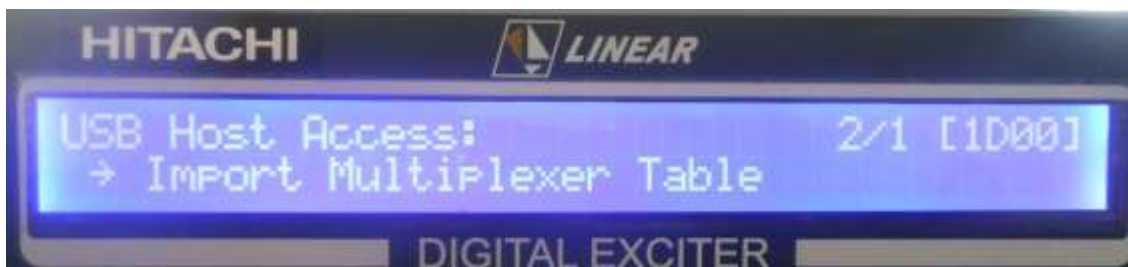 HITACHI LINEAR
USB Host Access: 2/1 [1D00]
→ Import Multiplexer Table
DIGITAL EXCITER